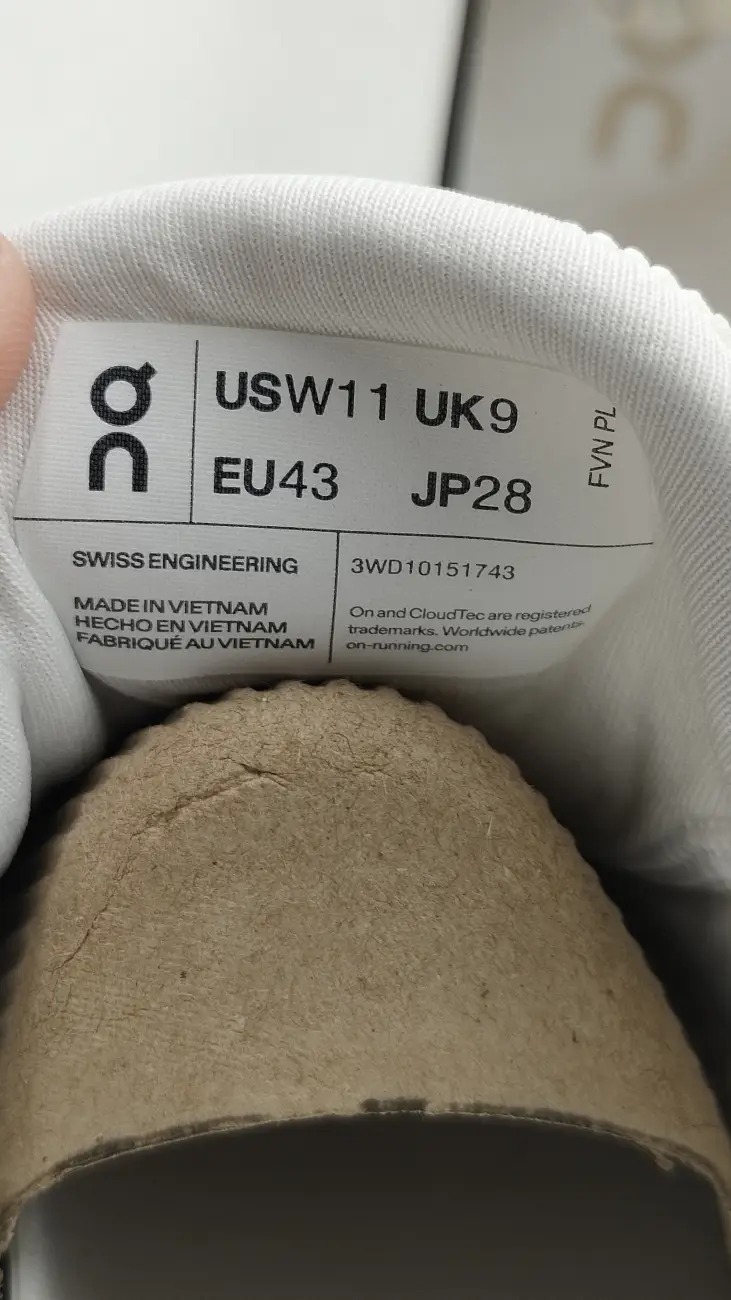 USW11 UK9
EU43 JP28
FVN PL
SWISS ENGINEERING
MADE IN VIETNAM
HECHO EN VIETNAM
FABRIQUÉ AU VIETNAM
3WD10151743
On and CloudTec are registered
trademarks. Worldwide patents.
on-running.com